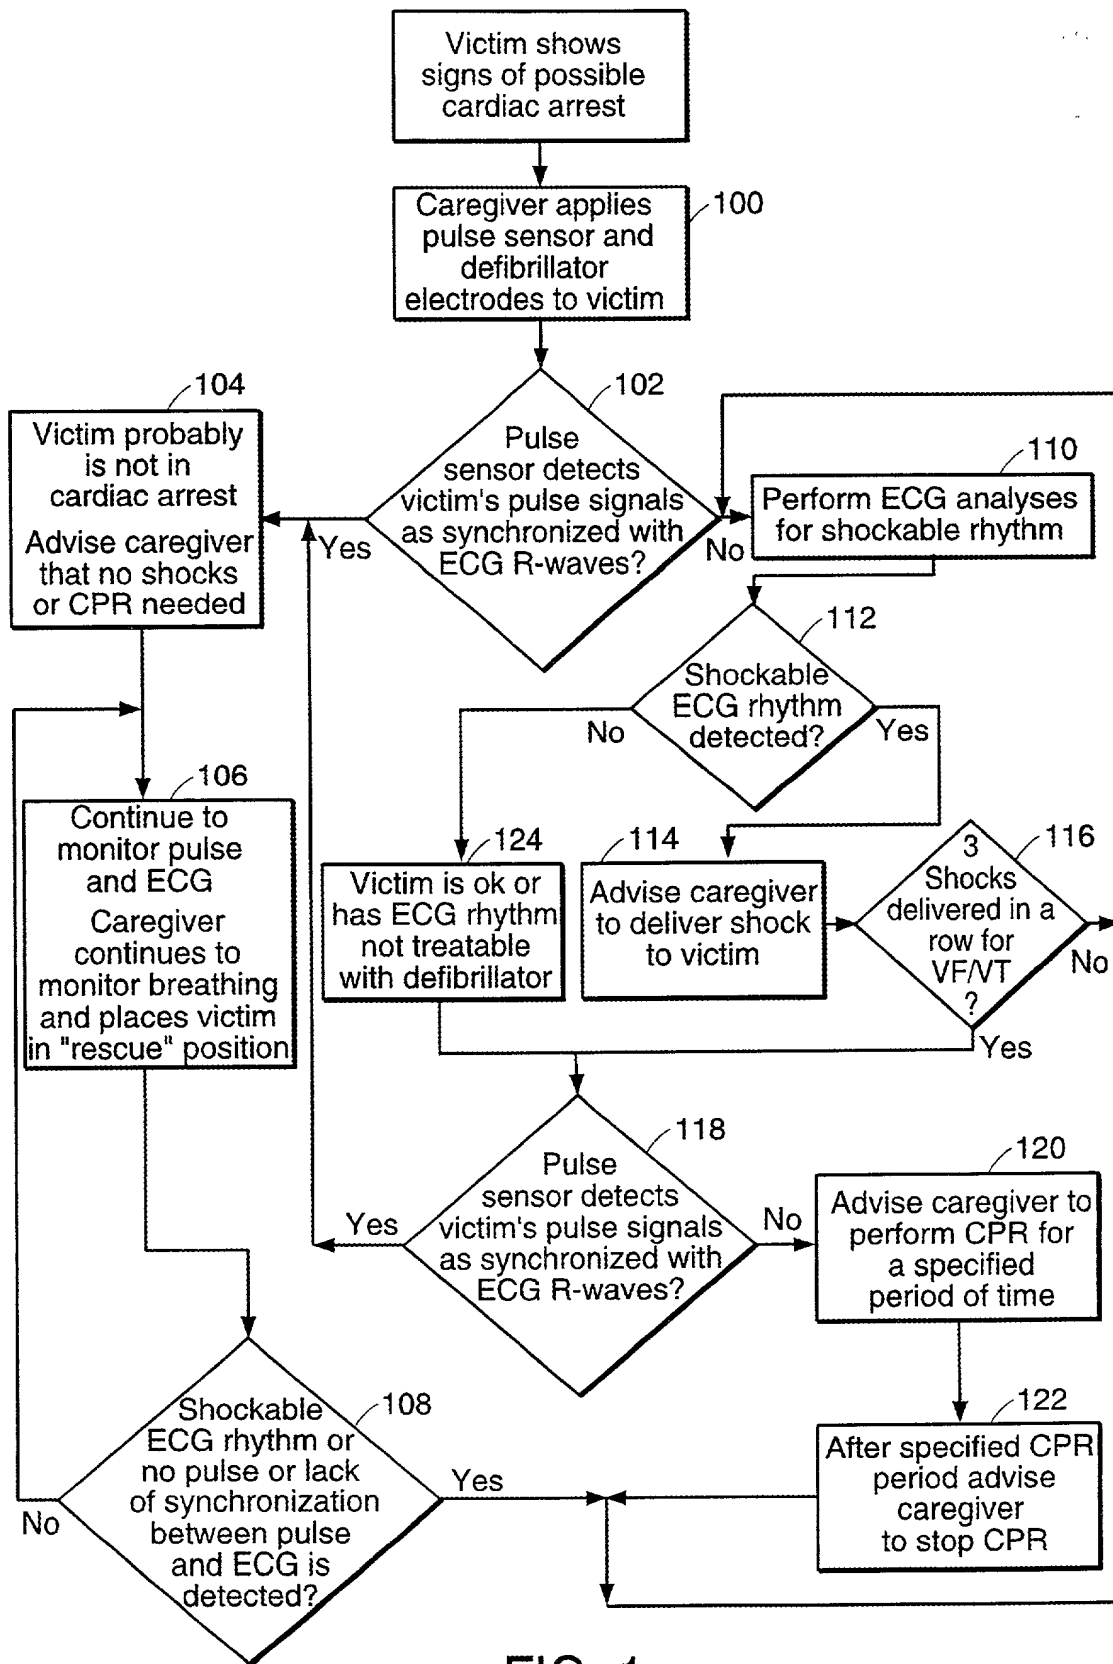 Victim shows
signs of possible
cardiac arrest
100
Caregiver applies
pulse sensor and
defibrillator
electrodes to victim
102
Pulse
sensor detects
victim's pulse signals
as synchronized with
ECG R-waves?
Yes
No
104
Victim probably
is not in
cardiac arrest
Advise caregiver
that no shocks
or CPR needed
110
Perform ECG analyses
for shockable rhythm
112
Shockable
ECG rhythm
detected?
No
Yes
106
Continue to
monitor pulse
and ECG
Caregiver
continues to
monitor breathing
and places victim
in "rescue" position
124
Victim is ok or
has ECG rhythm
not treatable
with defibrillator
114
Advise caregiver
to deliver shock
to victim
116
3
Shocks
delivered in a
row for
VF/VT
?
No
Yes
118
Pulse
sensor detects
victim's pulse signals
as synchronized with
ECG R-waves?
Yes
No
120
Advise caregiver to
perform CPR for
a specified
period of time
122
After specified CPR
period advise
caregiver
to stop CPR
108
Shockable
ECG rhythm or
no pulse or lack
of synchronization
between pulse
and ECG is
detected?
Yes
No
FIG. 1